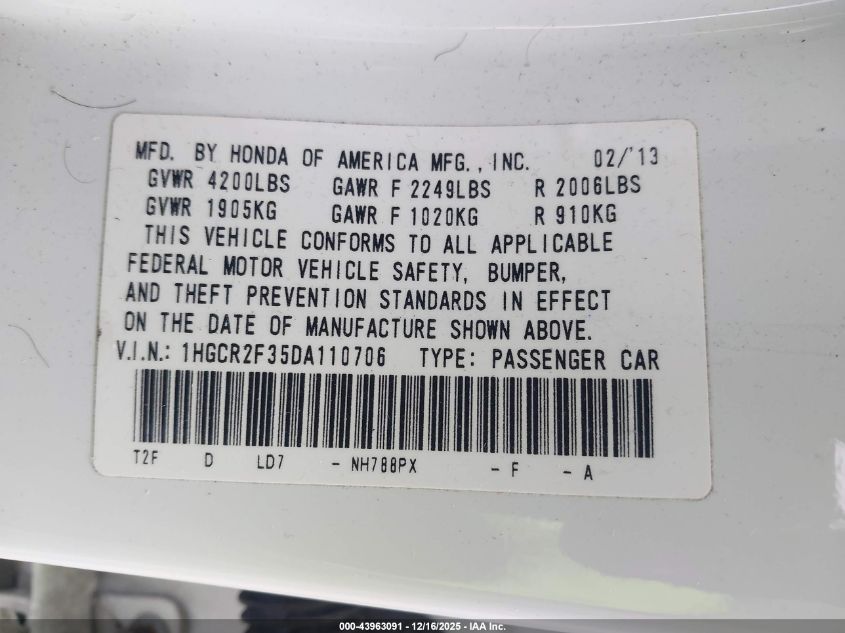 MFD. BY HONDA OF AMERICA MFG., INC. 02/'13
GVWR 4200LBS GAWR F 2249LBS R 2006LBS
GVWR 1905KG GAWR F 1020KG R 910KG
THIS VEHICLE CONFORMS TO ALL APPLICABLE
FEDERAL MOTOR VEHICLE SAFETY, BUMPER,
AND THEFT PREVENTION STANDARDS IN EFFECT
ON THE DATE OF MANUFACTURE SHOWN ABOVE.
V.I.N.: 1HGCR2F35DA110706 TYPE: PASSENGER CAR
T2F D LD7 - NH788PX - F - A
000-43963091 - 12/16/2025 - IAA Inc.